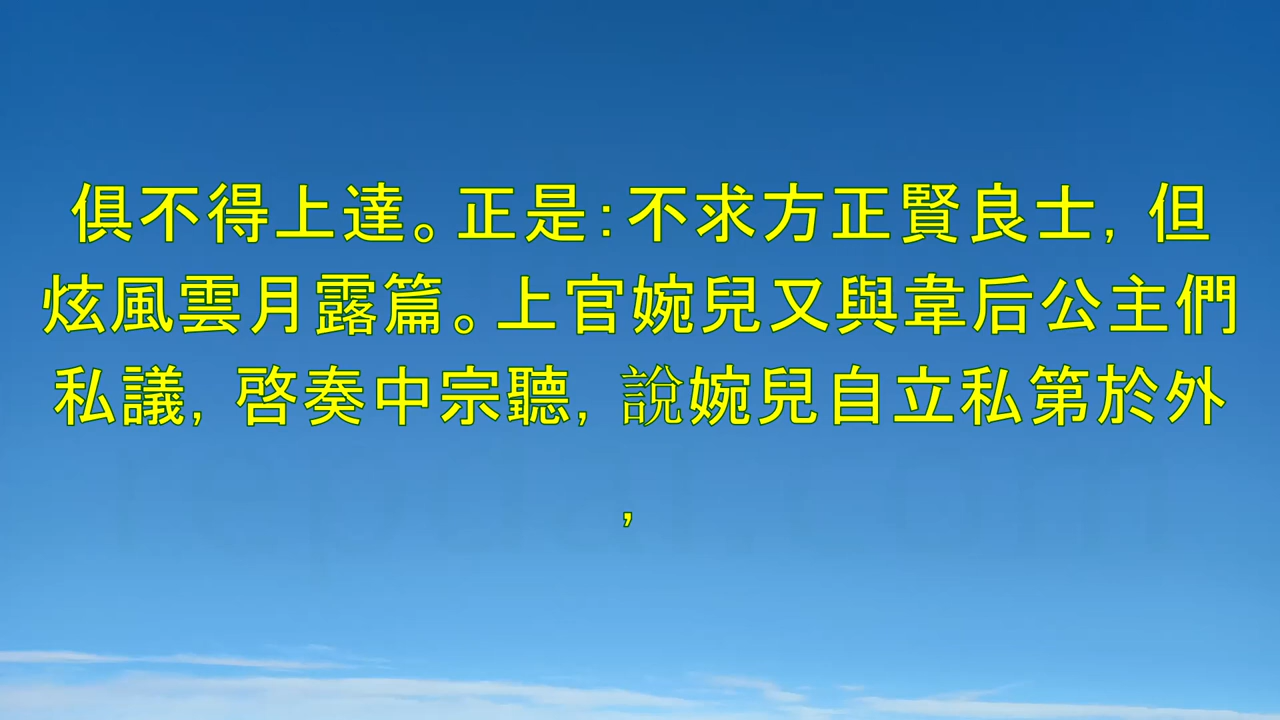 俱不得上達。正是：不求方正賢良士，但
炫風雲月露篇。上官婉兒又與韋后公主們
私議，啓奏中宗聽，說婉兒自立私第於外
，